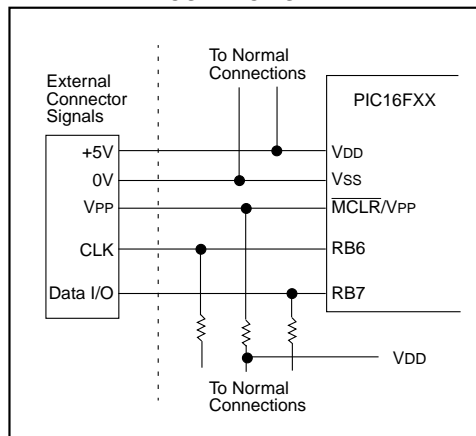 To Normal
Connections
External
Connector
Signals
PIC16FXX
+5V
VDD
0V
VSS
VPP
MCLR/VPP
CLK
RB6
Data I/O
RB7
VDD
To Normal
Connections